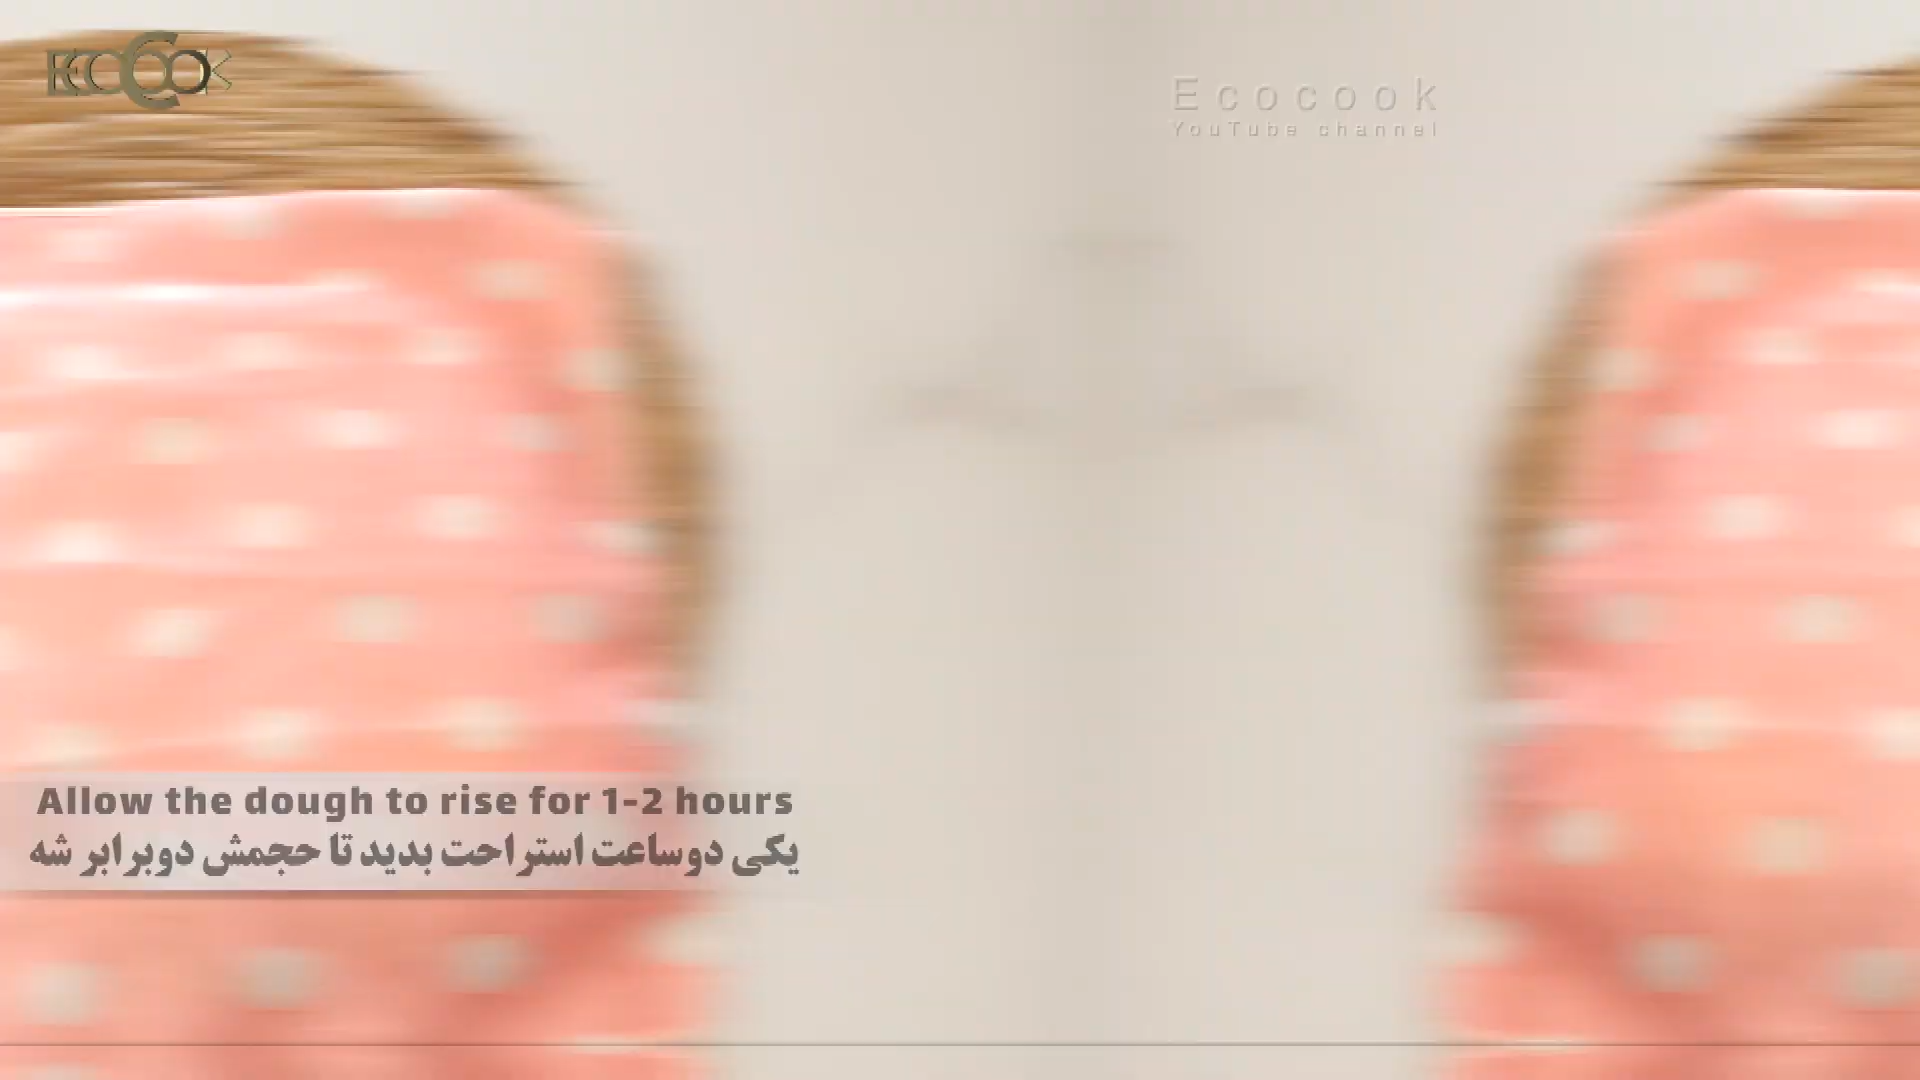 ECOCOOK
Ecocook
YouTube channel
Allow the dough to rise for 1-2 hours
یکی دوساعت استراحت بدید تا حجمش دوبرابر شه